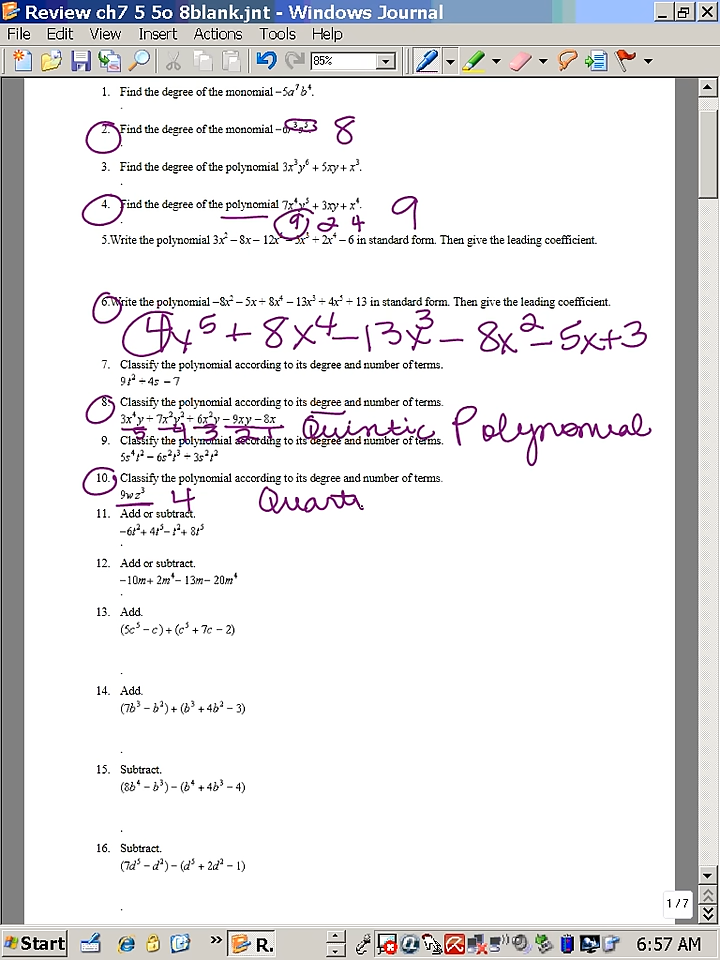 Review ch7 5 5o 8blank.jnt - Windows Journal
File Edit View Insert Actions Tools Help
85%
1. Find the degree of the monomial –5a⁷b⁴.
2. Find the degree of the monomial 8
3. Find the degree of the polynomial 3x³y⁶ + 5xy + x³.
4. Find the degree of the polynomial 7x⁴y⁵ + 3xy + x⁴. 9
9, 2 4
5.Write the polynomial 3x² – 8x – 12x – 5x³ + 2x⁴ – 6 in standard form. Then give the leading coefficient.
6.Write the polynomial –8x² – 5x + 8x⁴ – 13x³ + 4x⁵ + 13 in standard form. Then give the leading coefficient.
4x⁵ + 8x⁴ – 13x³ – 8x² – 5x + 3
7. Classify the polynomial according to its degree and number of terms.
9t² + 4s – 7
8. Classify the polynomial according to its degree and number of terms.
3x⁴y + 7x²y² + 6x²y – 9xy – 8x
5 4 3 2 1 Quintic Polynomial
9. Classify the polynomial according to its degree and number of terms.
5s⁴t² – 6s²t³ + 3s²t²
10. Classify the polynomial according to its degree and number of terms.
9wz³ 4 Quarti
11. Add or subtract.
–6t² + 4t⁵ – t² + 8t⁵
12. Add or subtract.
–10m + 2m⁴ – 13m – 20m⁴
13. Add.
(5c⁵ – c) + (c⁵ + 7c – 2)
14. Add.
(7b³ – b²) + (b³ + 4b² – 3)
15. Subtract.
(8b⁴ – b³) – (b⁴ + 4b³ – 4)
16. Subtract.
(7d⁵ – d²) – (d⁵ + 2d² – 1)
1 / 7
Start » R. 6:57 AM